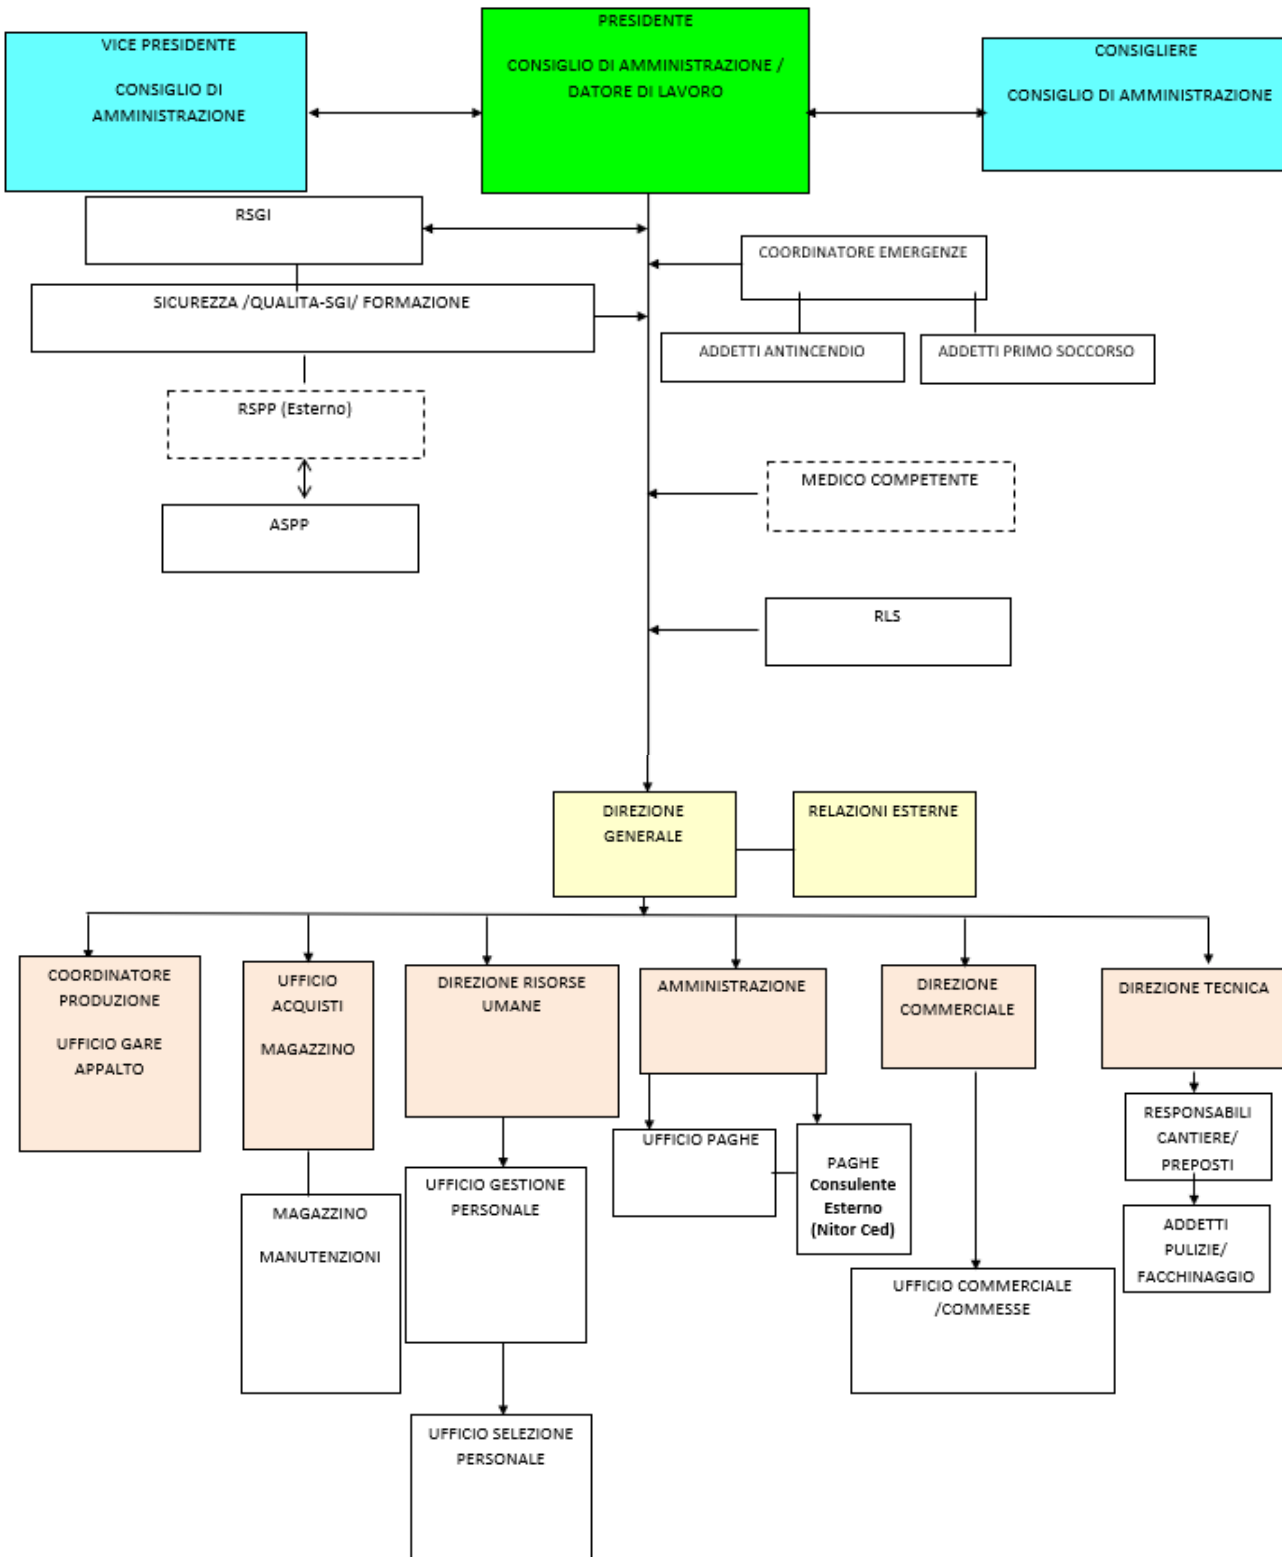 PRESIDENTE
CONSIGLIO DI AMMINISTRAZIONE /
DATORE DI LAVORO
VICE PRESIDENTE
CONSIGLIO DI
AMMINISTRAZIONE
CONSIGLIERE
CONSIGLIO DI AMMINISTRAZIONE
RSGI
COORDINATORE EMERGENZE
SICUREZZA /QUALITA-SGI/ FORMAZIONE
ADDETTI ANTINCENDIO
ADDETTI PRIMO SOCCORSO
RSPP (Esterno)
MEDICO COMPETENTE
ASPP
RLS
DIREZIONE
GENERALE
RELAZIONI ESTERNE
COORDINATORE
PRODUZIONE
UFFICIO GARE
APPALTO
UFFICIO
ACQUISTI
MAGAZZINO
DIREZIONE RISORSE
UMANE
AMMINISTRAZIONE
DIREZIONE
COMMERCIALE
DIREZIONE TECNICA
MAGAZZINO
MANUTENZIONI
UFFICIO GESTIONE
PERSONALE
UFFICIO PAGHE
PAGHE
Consulente
Esterno
(Nitor Ced)
RESPONSABILI
CANTIERE/
PREPOSTI
ADDETTI
PULIZIE/
FACCHINAGGIO
UFFICIO COMMERCIALE
/COMMESSE
UFFICIO SELEZIONE
PERSONALE